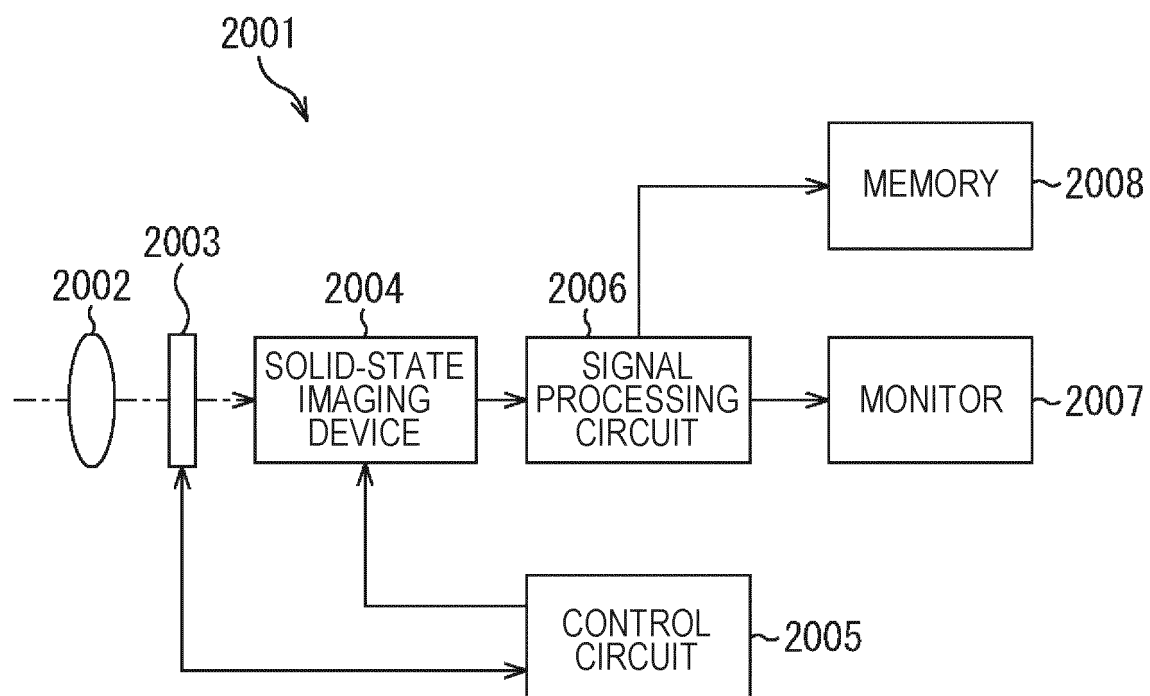 2001
MEMORY
2008
2003
2002
2004
2006
SOLID-STATE
IMAGING
DEVICE
SIGNAL
PROCESSING
CIRCUIT
MONITOR
2007
CONTROL
CIRCUIT
2005